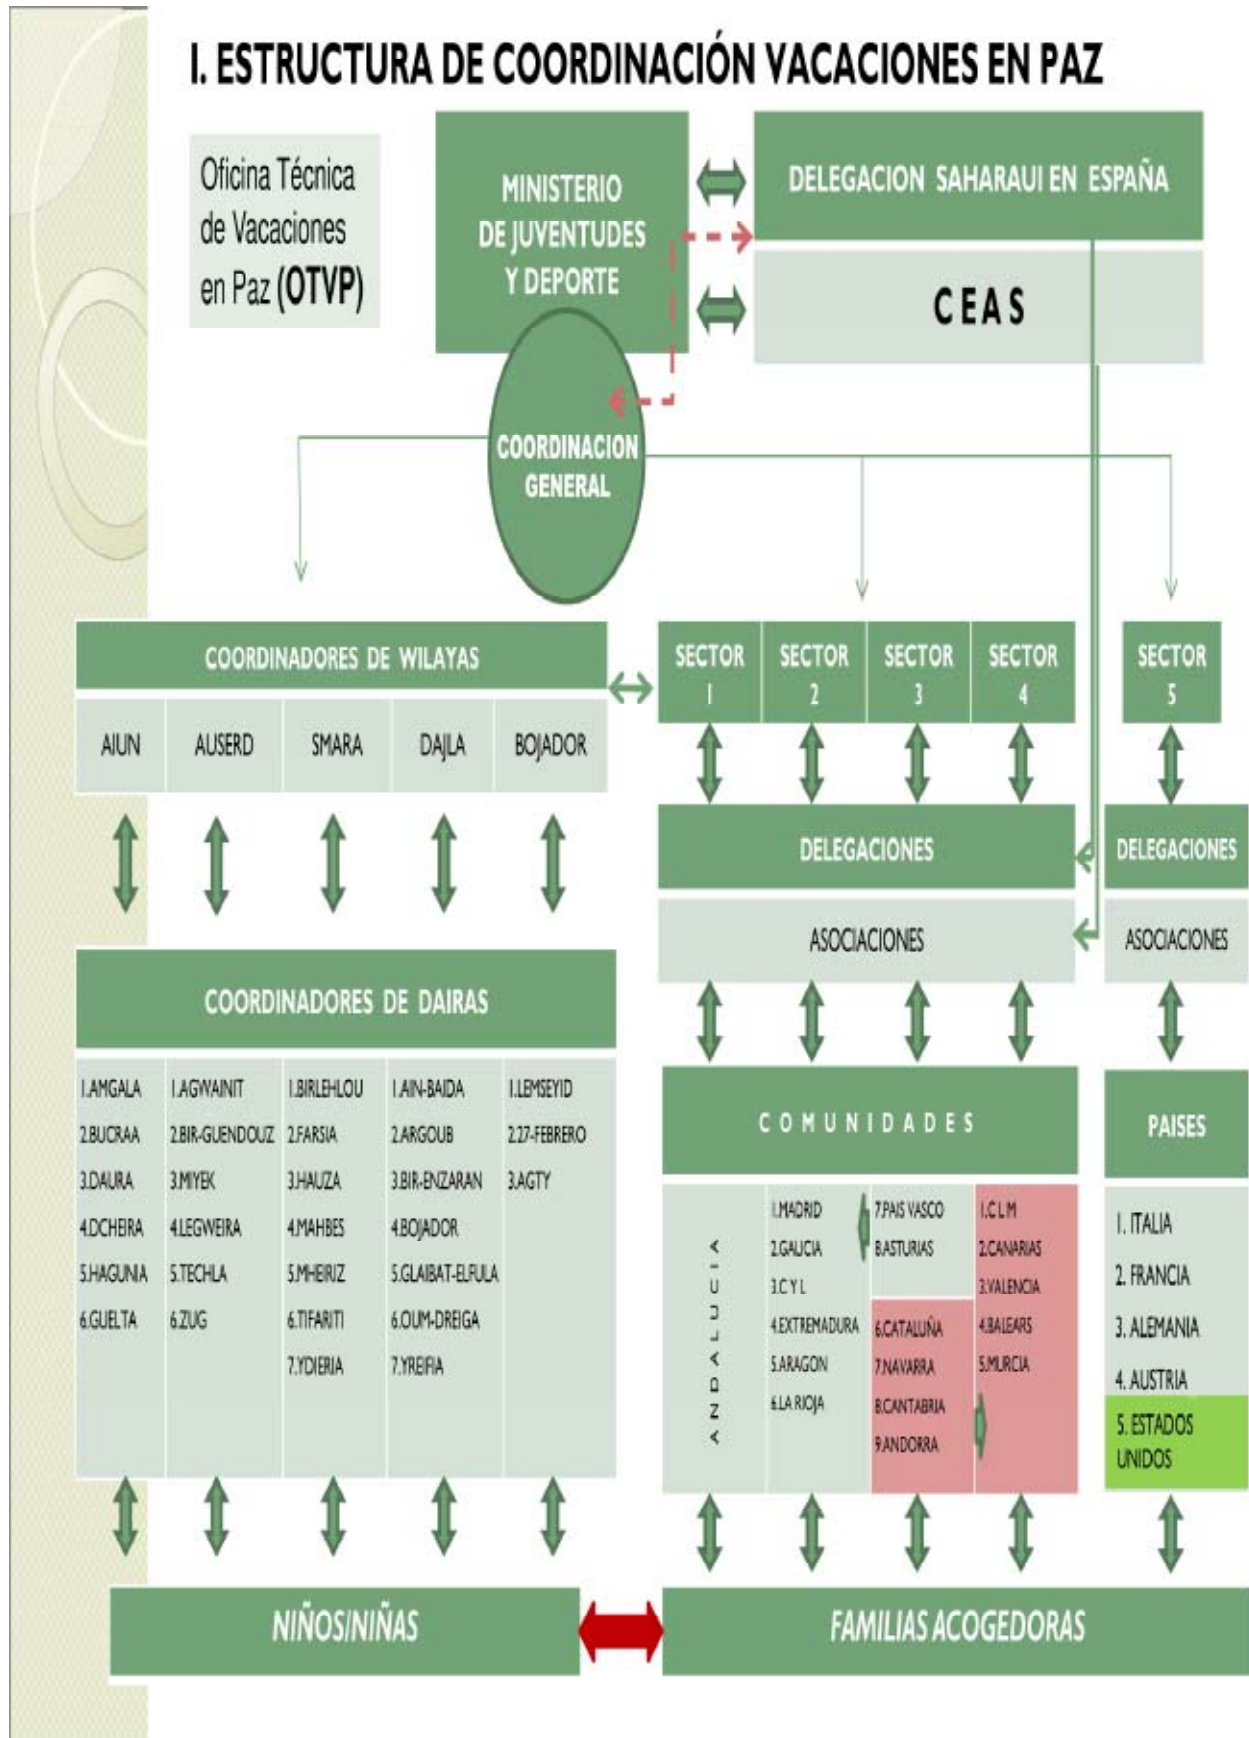 I. ESTRUCTURA DE COORDINACIÓN VACACIONES EN PAZ
Oficina Técnica
de Vacaciones
en Paz (OTVP)
MINISTERIO
DE JUVENTUDES
Y DEPORTE
DELEGACION SAHARAUI EN ESPAÑA
CEAS
COORDINACION
GENERAL
COORDINADORES DE WILAYAS
AIUN
AUSERD
SMARA
DAJLA
BOJADOR
SECTOR
1
SECTOR
2
SECTOR
3
SECTOR
4
SECTOR
5
DELEGACIONES
ASOCIACIONES
DELEGACIONES
ASOCIACIONES
COORDINADORES DE DAIRAS
1.AMGALA
2.BUCRAA
3.DAURA
4.DCHEIRA
5.HAGUNIA
6.GUELTA
1.AGWAINIT
2.BIR-GUENDOUZ
3.MIYEK
4.LEGWEIRA
5.TECHLA
6.ZUG
1.BIRLEHLOU
2.FARSIA
3.HAUZA
4.MAHBES
5.MHEIRIZ
6.TIFARITI
7.YDIERIA
1.AIN-BAIDA
2.ARGOUB
3.BIR-ENZARAN
4.BOJADOR
5.GLAIBAT-ELFULA
6.OUM-DREIGA
7.YREIFIA
1.LEMSEYID
2.27-FEBRERO
3.AGTY
COMUNIDADES
ANDALUCIA
1.MADRID
2.GALICIA
3.C Y L
4.EXTREMADURA
5.ARAGON
6.LA RIOJA
7.PAIS VASCO
8.ASTURIAS
6.CATALUÑA
7.NAVARRA
8.CANTABRIA
9.ANDORRA
1.C L M
2.CANARIAS
3.VALENCIA
4.BALEARS
5.MURCIA
PAISES
1. ITALIA
2. FRANCIA
3. ALEMANIA
4. AUSTRIA
5. ESTADOS
UNIDOS
NIÑOS/NIÑAS
FAMILIAS ACOGEDORAS